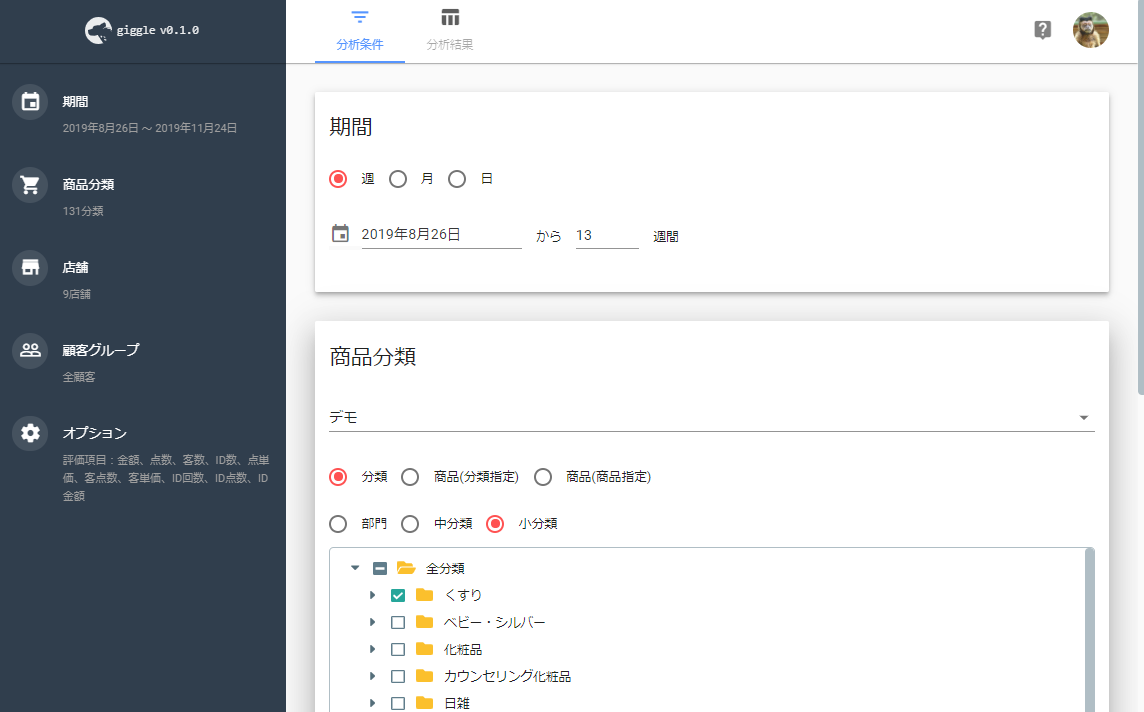 giggle v0.1.0
期間
2019年8月26日 ～ 2019年11月24日
商品分類
131分類
店舗
9店舗
顧客グループ
全顧客
オプション
評価項目：金額、点数、客数、ID数、点単
価、客点数、客単価、ID回数、ID点数、ID
金額
分析条件 分析結果
期間
週 月 日
2019年8月26日 から 13 週間
商品分類
デモ
分類 商品(分類指定) 商品(商品指定)
部門 中分類 小分類
全分類
くすり
ベビー・シルバー
化粧品
カウンセリング化粧品
日雑